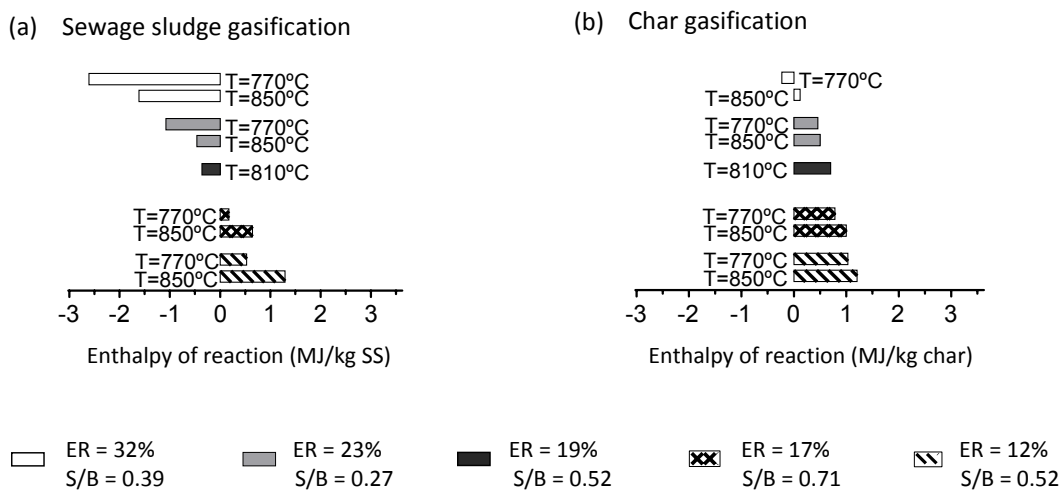 (a) Sewage sludge gasification
T=770ºC
T=850ºC
T=770ºC
T=850ºC
T=810ºC
T=770ºC
T=850ºC
T=770ºC
T=850ºC
-3 -2 -1 0 1 2 3
Enthalpy of reaction (MJ/kg SS)
(b) Char gasification
T=770ºC
T=850ºC
T=770ºC
T=850ºC
T=810ºC
T=770ºC
T=850ºC
T=770ºC
T=850ºC
-3 -2 -1 0 1 2 3
Enthalpy of reaction (MJ/kg char)
ER = 32%
S/B = 0.39
ER = 23%
S/B = 0.27
ER = 19%
S/B = 0.52
ER = 17%
S/B = 0.71
ER = 12%
S/B = 0.52